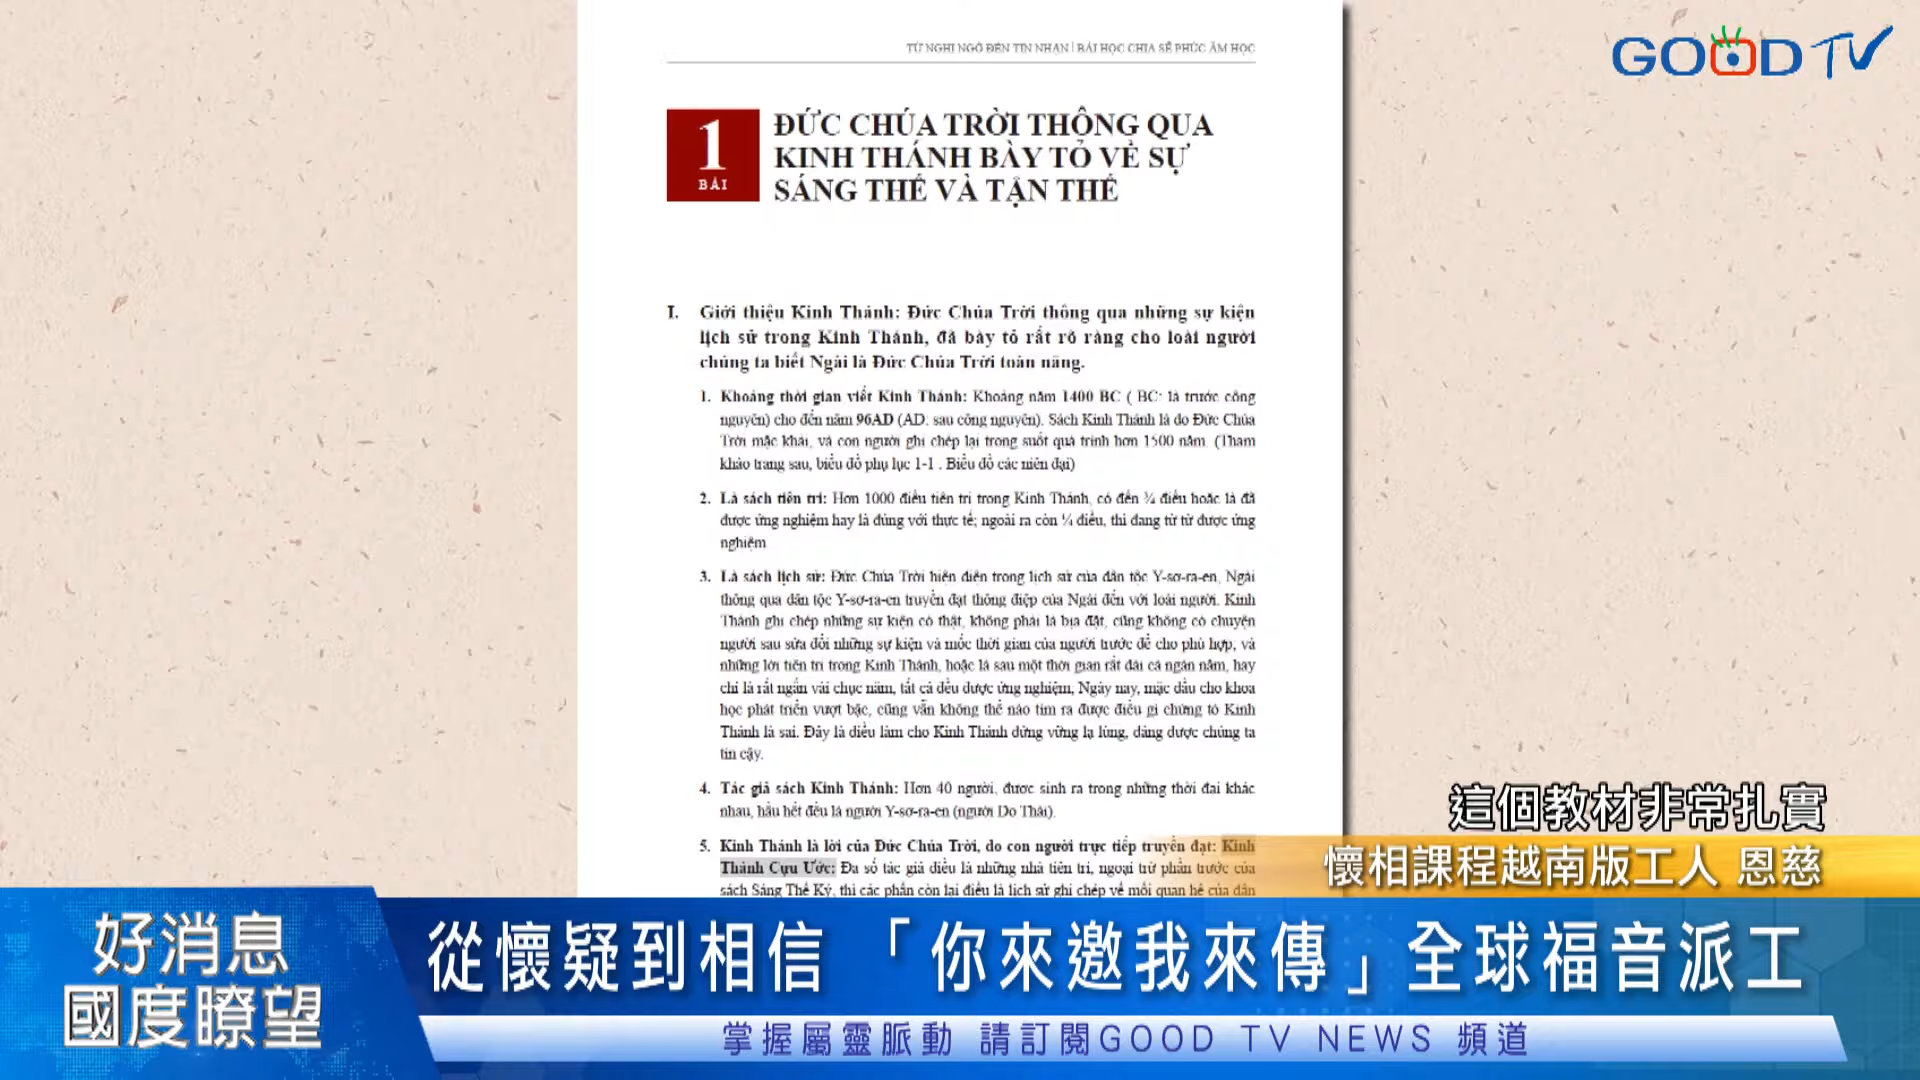 GOOD TV
TỪ NGHI NGỜ ĐẾN TIN NHẬN | BÀI HỌC CHIA SẺ PHÚC ÂM HỌC
1
BÀI
ĐỨC CHÚA TRỜI THÔNG QUA
KINH THÁNH BÀY TỎ VỀ SỰ
SÁNG THẾ VÀ TẬN THẾ
I. Giới thiệu Kinh Thánh: Đức Chúa Trời thông qua những sự kiện
lịch sử trong Kinh Thánh, đã bày tỏ rất rõ ràng cho loài người
chúng ta biết Ngài là Đức Chúa Trời toàn năng.
1. Khoảng thời gian viết Kinh Thánh: Khoảng năm 1400 BC ( BC: là trước công
nguyên) cho đến năm 96AD (AD: sau công nguyên). Sách Kinh Thánh là do Đức Chúa
Trời mặc khải, và con người ghi chép lại trong suốt quá trình hơn 1500 năm. (Tham
khảo trang sau, biểu đồ phụ lục 1-1 . Biểu đồ các niên đại)
2. Là sách tiên tri: Hơn 1000 điều tiên tri trong Kinh Thánh, có đến ¾ điều hoặc là đã
được ứng nghiệm hay là đúng với thực tế; ngoài ra còn ¼ điều, thì đang từ từ được ứng
nghiệm
3. Là sách lịch sử: Đức Chúa Trời hiện diện trong lịch sử của dân tộc Y-sơ-ra-en, Ngài
thông qua dân tộc Y-sơ-ra-en truyền đạt thông điệp của Ngài đến với loài người. Kinh
Thánh ghi chép những sự kiện có thật, không phải là bịa đặt, cũng không có chuyện
người sau sửa đổi những sự kiện và mốc thời gian của người trước để cho phù hợp, và
những lời tiên tri trong Kinh Thánh, hoặc là sau một thời gian rất dài cả ngàn năm, hay
chỉ là rất ngắn vài chục năm, tất cả đều được ứng nghiệm, Ngày nay, mặc dầu cho khoa
học phát triển vượt bậc, cũng vẫn không thể nào tìm ra được điều gì chứng tỏ Kinh
Thánh là sai. Đây là điều làm cho Kinh Thánh đứng vững lạ lùng, đáng được chúng ta
tin cậy.
4. Tác giả sách Kinh Thánh: Hơn 40 người, được sinh ra trong những thời đại khác
nhau, hầu hết đều là người Y-sơ-ra-en (người Do Thái).
5. Kinh Thánh là lời của Đức Chúa Trời, do con người trực tiếp truyền đạt: Kinh
Thánh Cựu Ước: Đa số tác giả điều là những nhà tiên tri, ngoại trừ phần trước của
sách Sáng Thế Ký, thì các phần còn lại điều là lịch sử ghi chép về mối quan hệ của dân
這個教材非常扎實
懷相課程越南版工人 恩慈
好消息
國度瞭望
從懷疑到相信 「你來邀我來傳」全球福音派工
掌握屬靈脈動 請訂閱GOOD TV NEWS 頻道